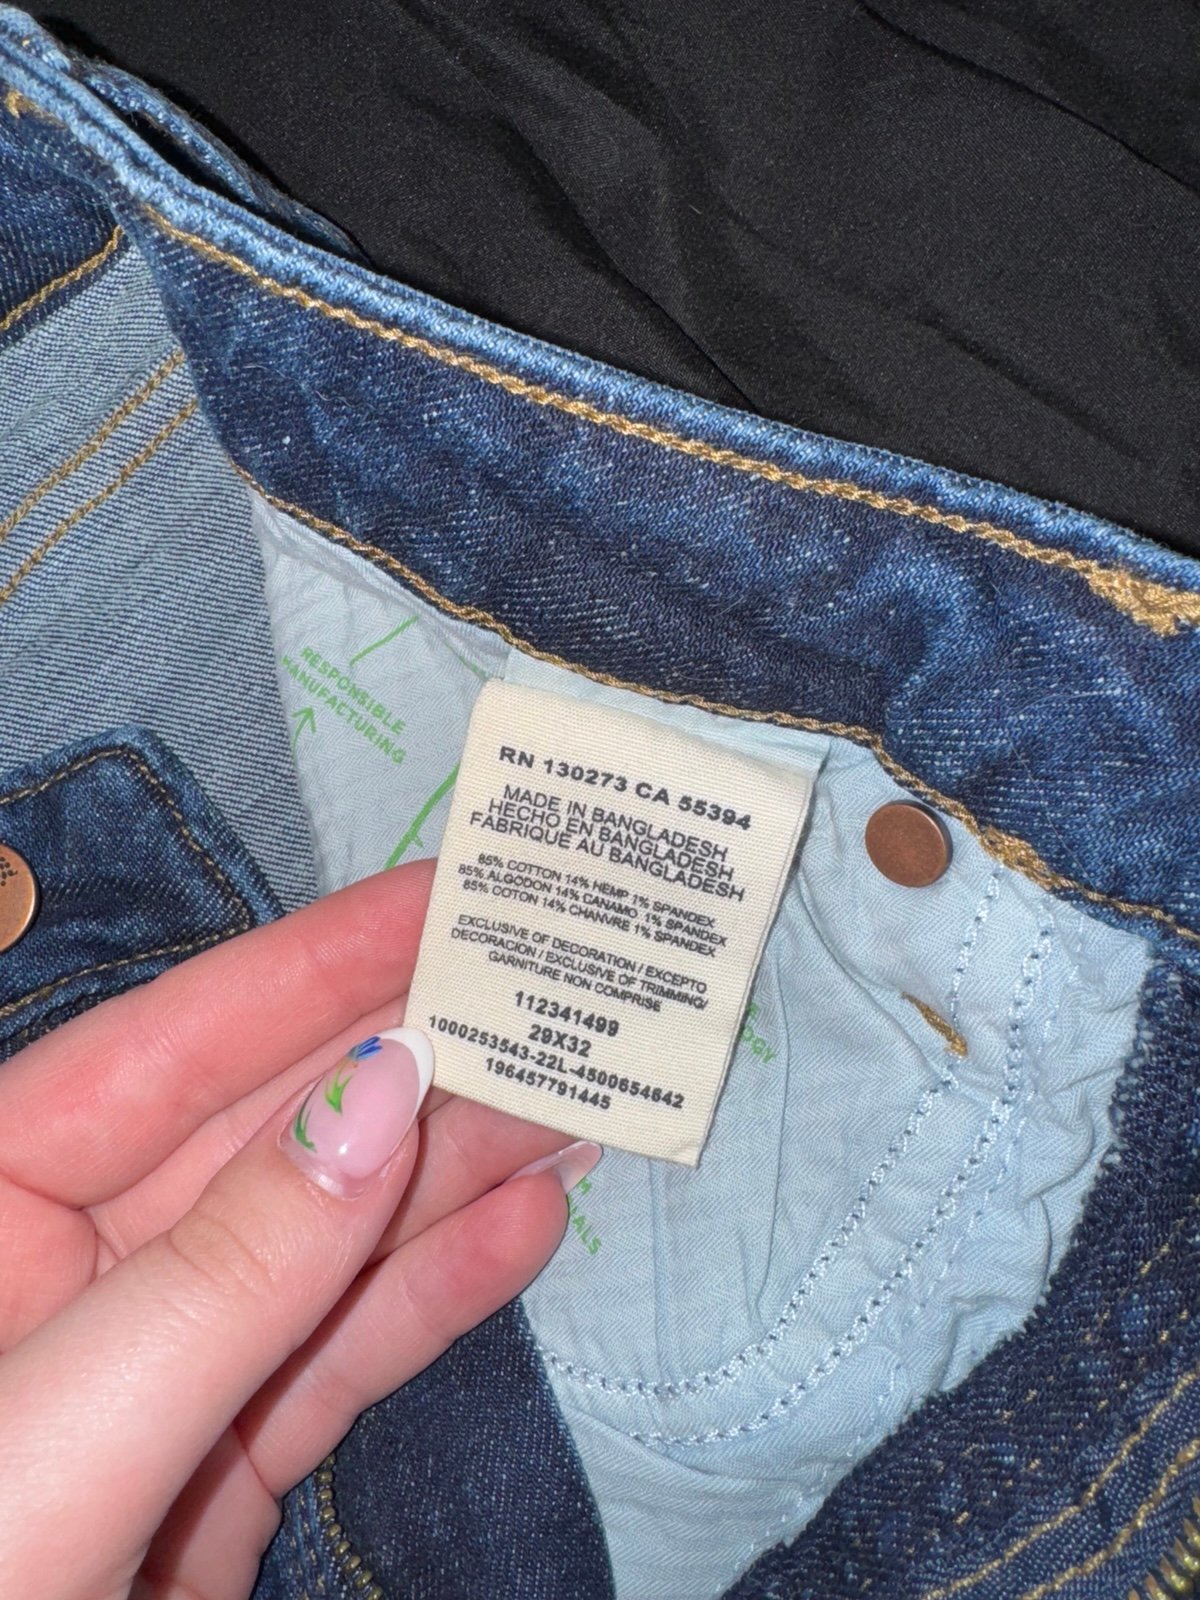 RESPONSIBLE
MANUFACTURING
RN 130273 CA 55394
MADE IN BANGLADESH
HECHO EN BANGLADESH
FABRIQUE AU BANGLADESH
85% COTTON 14% HEMP 1% SPANDEX
85% ALGODON 14% CANAMO 1% SPANDEX
85% COTON 14% CHANVRE 1% SPANDEX
EXCLUSIVE OF DECORATION / EXCEPTO
DECORACION / EXCLUSIVE OF TRIMMING/
GARNITURE NON COMPRISE
112341499
29X32
1000253543-22L-4500654642
196457791445